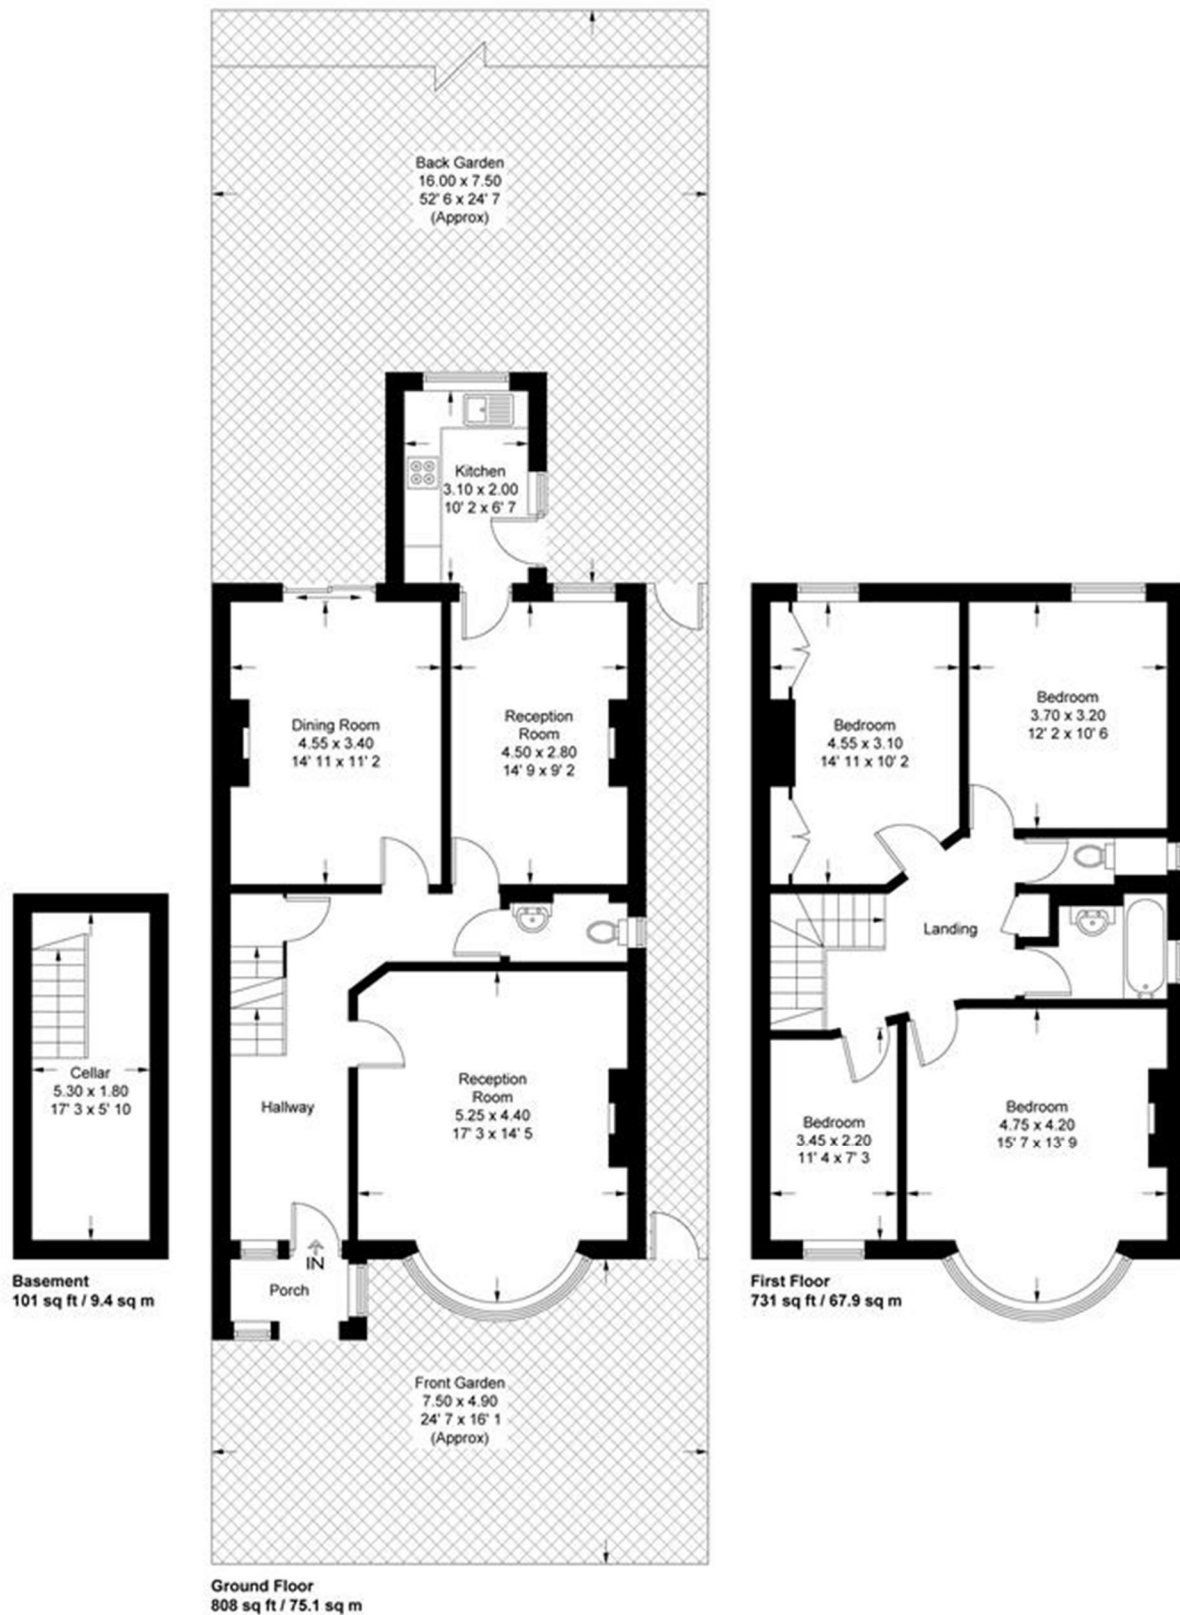 Back Garden
16.00 x 7.50
52' 6 x 24' 7
(Approx)
Kitchen
3.10 x 2.00
10' 2 x 6' 7
Dining Room
4.55 x 3.40
14' 11 x 11' 2
Reception
Room
4.50 x 2.80
14' 9 x 9' 2
Hallway
Reception
Room
5.25 x 4.40
17' 3 x 14' 5
IN
Porch
Front Garden
7.50 x 4.90
24' 7 x 16' 1
(Approx)
Ground Floor
808 sq ft / 75.1 sq m
Cellar
5.30 x 1.80
17' 3 x 5' 10
Basement
101 sq ft / 9.4 sq m
Bedroom
4.55 x 3.10
14' 11 x 10' 2
Bedroom
3.70 x 3.20
12' 2 x 10' 6
Landing
Bedroom
3.45 x 2.20
11' 4 x 7' 3
Bedroom
4.75 x 4.20
15' 7 x 13' 9
First Floor
731 sq ft / 67.9 sq m